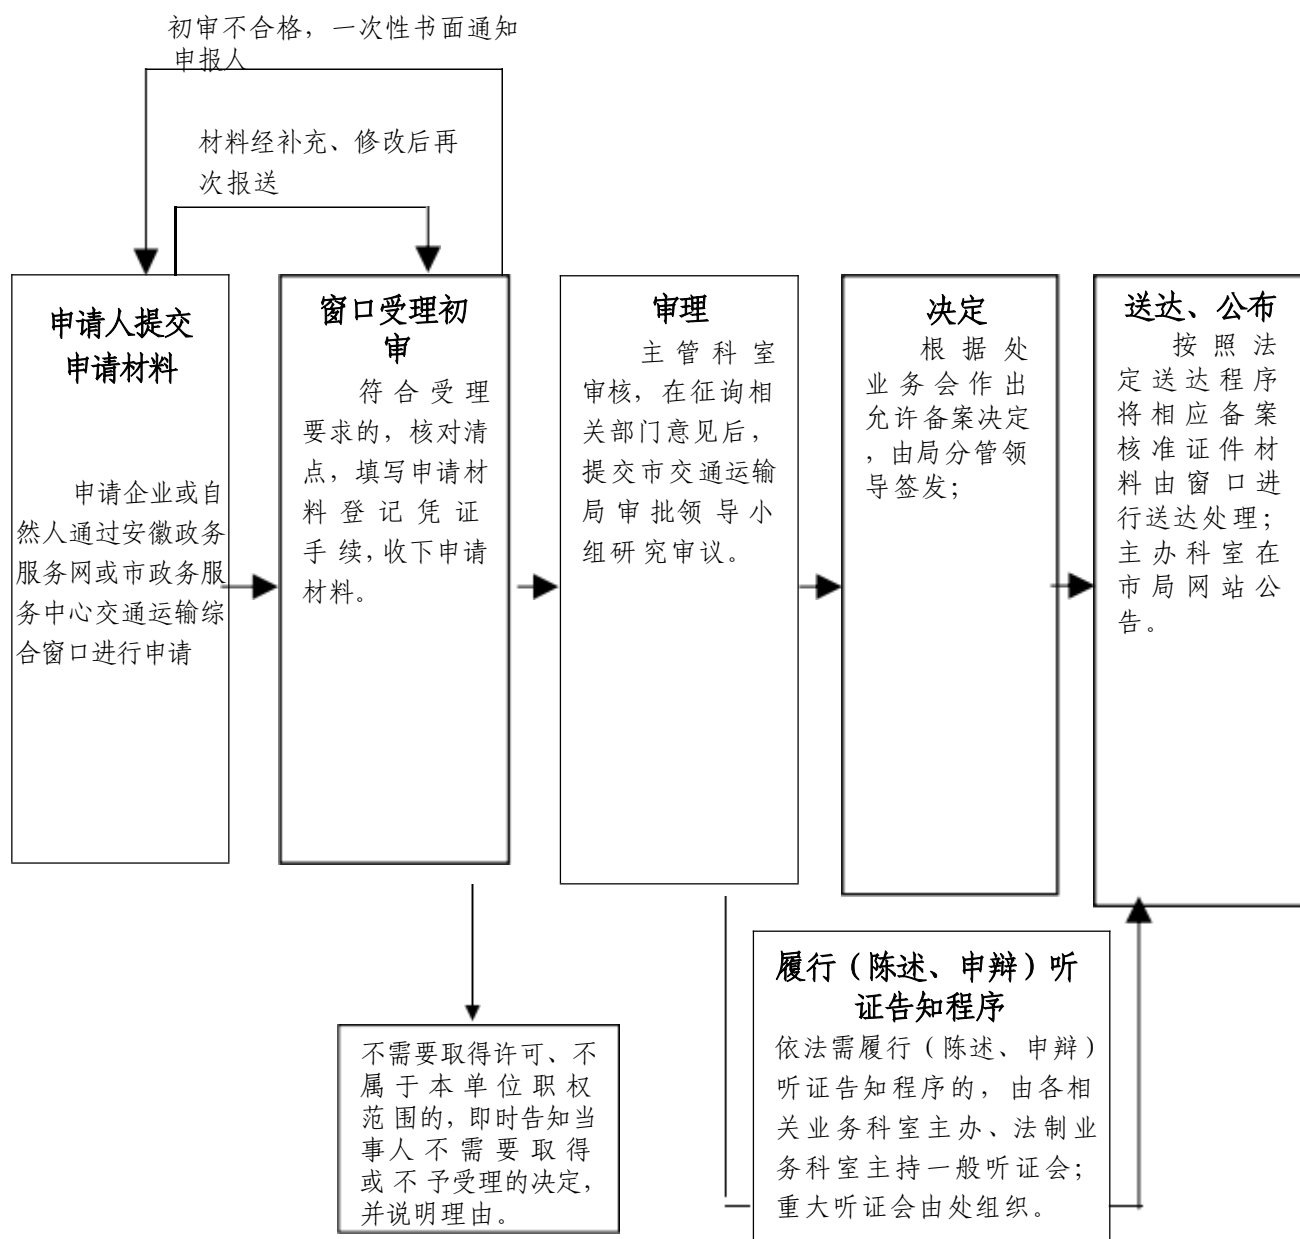 初审不合格，一次性书面通知
申报人
材料经补充、修改后再
次报送
申请人提交
申请材料
申请企业或自
然人通过安徽政务
服务网或市政务服
务中心交通运输综
合窗口进行申请
窗口受理初
审
符合受理
要求的，核对清
点，填写申请材
料登记凭证
手续，收下申请
材料。
审理
主管科室
审核，在征询相
关部门意见后，
提交市交通运输
局审批领导小
组研究审议。
决定
根据处
业务会作出
允许备案决定
，由局分管领
导签发；
送达、公布
按照法
定送达程序
将相应备案
核准证件材
料由窗口进
行送达处理；
主办科室在
市局网站公
告。
不需要取得许可、不
属于本单位职权
范围的，即时告知当
事人不需要取得
或不予受理的决定，
并说明理由。
履行（陈述、申辩）听
证告知程序
依法需履行（陈述、申辩）
听证告知程序的，由各相
关业务科室主办、法制业
务科室主持一般听证会；
重大听证会由处组织。